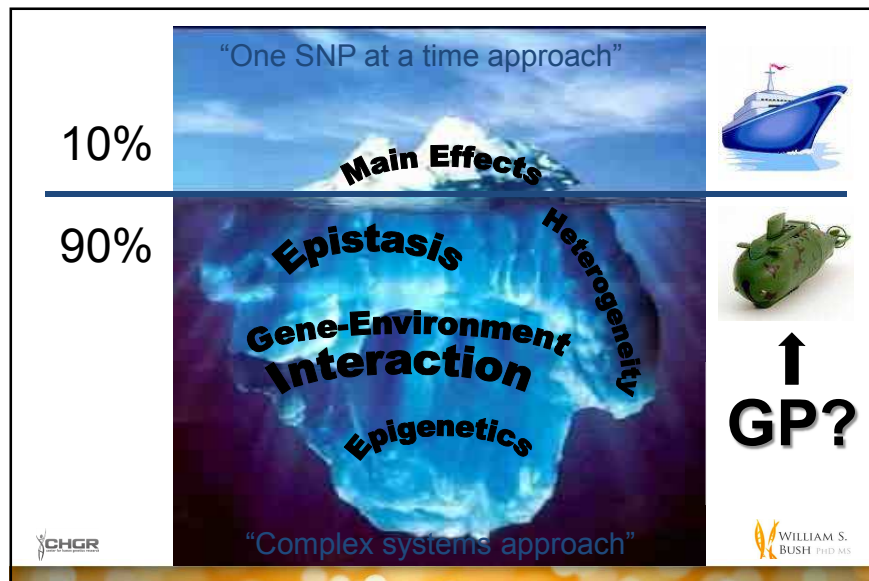 “One SNP at a time approach”
10%
Main Effects
90%
Epistasis
Heterogeneity
Gene-Environment
Interaction
Epigenetics
GP?
“Complex systems approach”
CHGR
WILLIAM S.
BUSH PHD MS